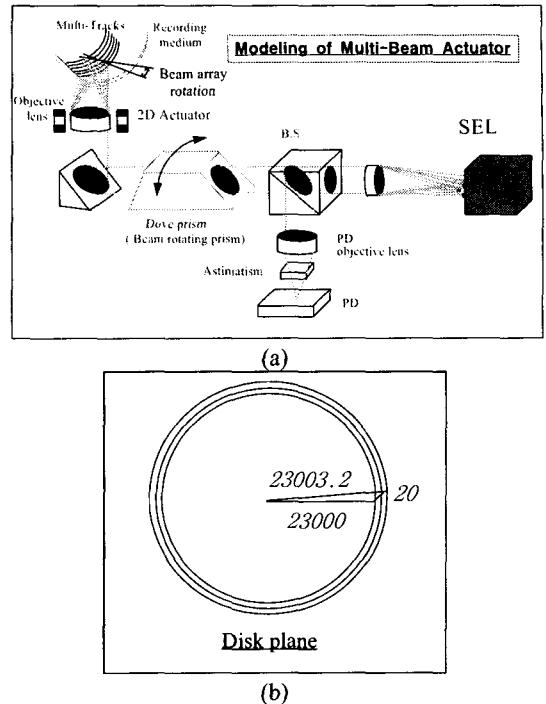 Multi-Tracks
Recording
medium
Modeling of Multi-Beam Actuator
Beam array
rotation
Objective
lens
2D Actuator
B.S
SEL
Dove prism
( Beam rotating prism)
PD
objective lens
Astimatism
PD
(a)
23003.2
20
23000
Disk plane
(b)